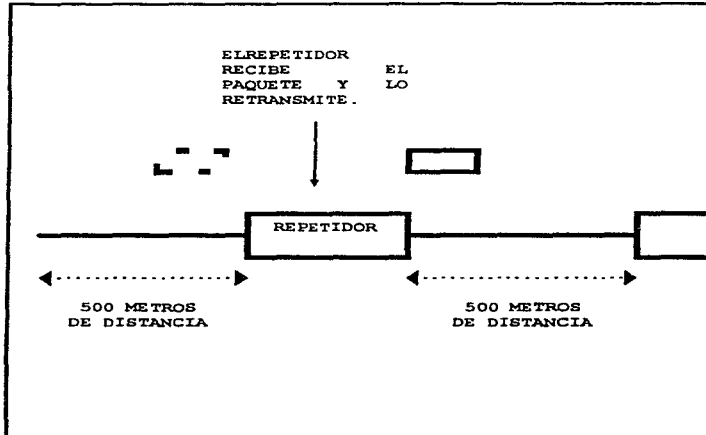 ELREPETIDOR
RECIBE EL
PAQUETE Y LO
RETRANSMITE.
REPETIDOR
500 METROS
DE DISTANCIA
500 METROS
DE DISTANCIA